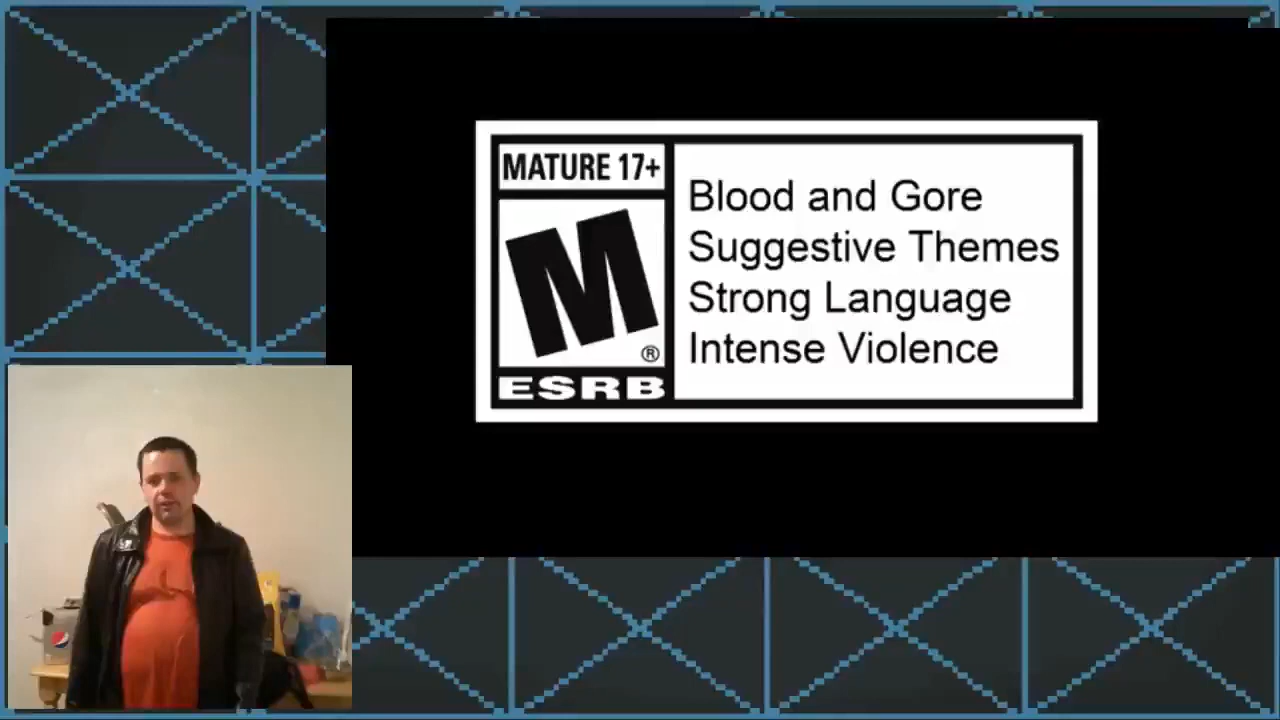 MATURE 17+
M®
ESRB
Blood and Gore
Suggestive Themes
Strong Language
Intense Violence